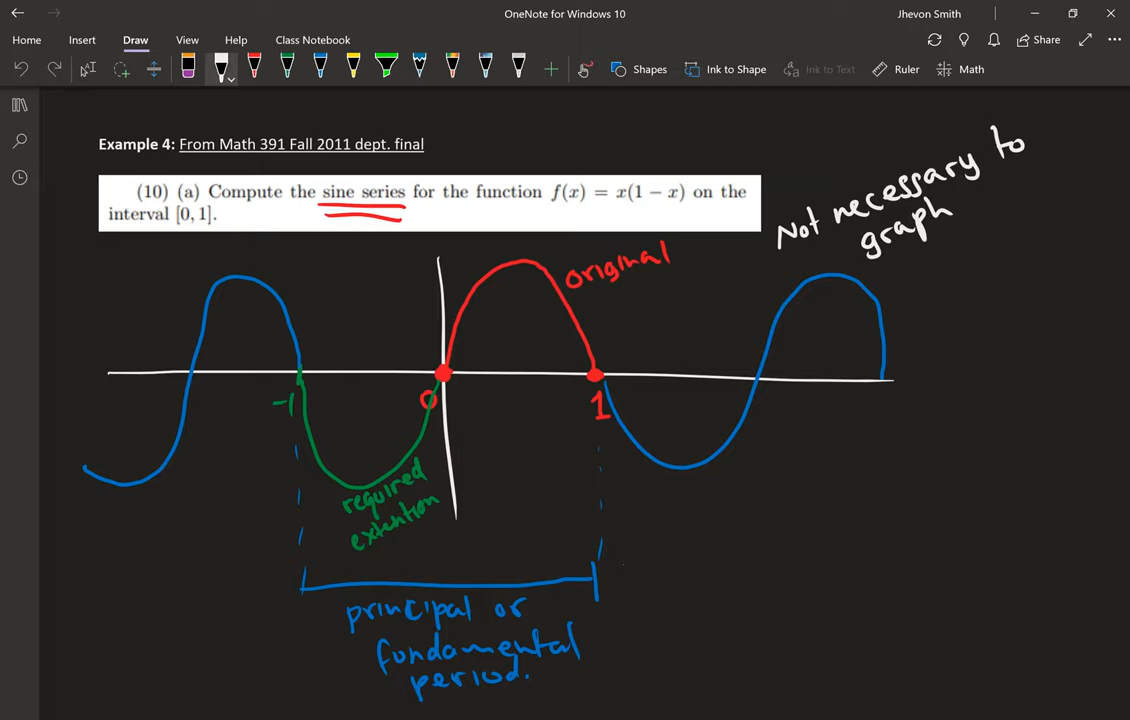 OneNote for Windows 10
Jhevon Smith
Home Insert Draw View Help Class Notebook
Share
Shapes Ink to Shape Ink to Text Ruler Math
Example 4: From Math 391 Fall 2011 dept. final
(10) (a) Compute the sine series for the function f(x) = x(1 − x) on the
interval [0, 1].
Not necessary to
graph
original
-1
0
1
required
extention
principal or
fundamental
period.